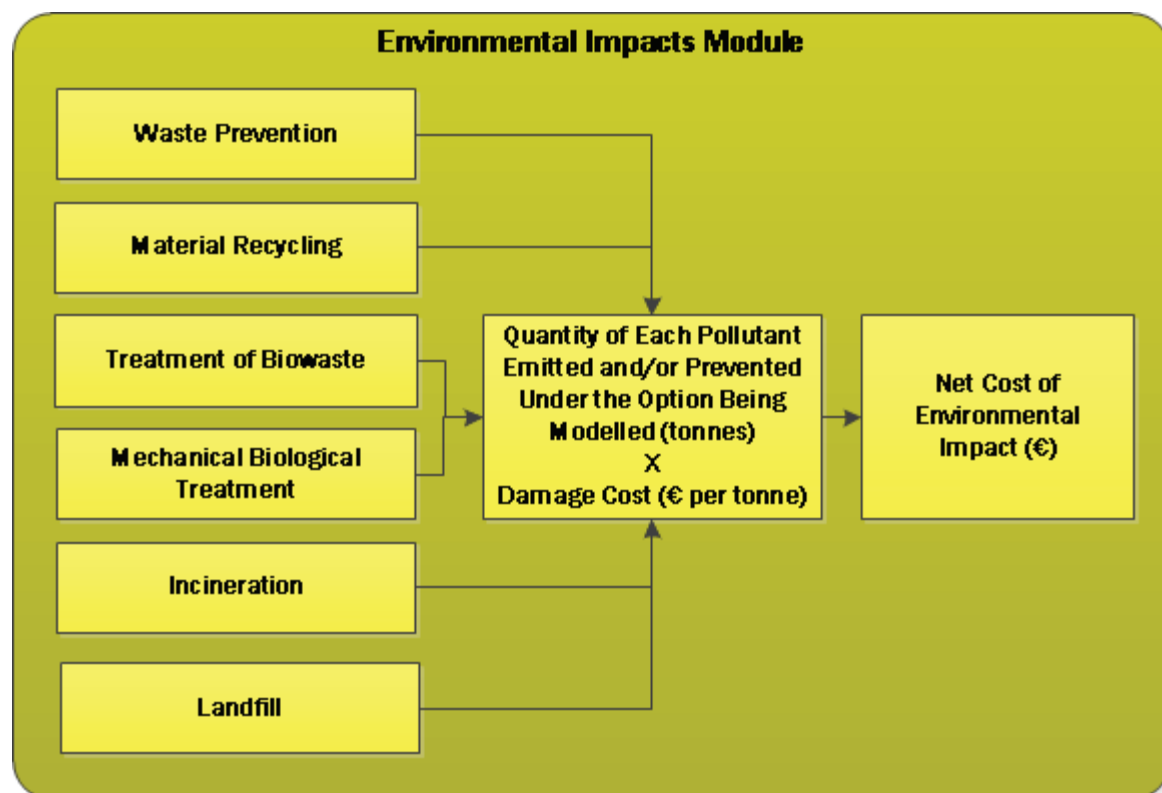 Environmental Impacts Module
Waste Prevention
Material Recycling
Treatment of Biowaste
Mechanical Biological
Treatment
Incineration
Landfill
Quantity of Each Pollutant
Emitted and/or Prevented
Under the Option Being
Modelled (tonnes)
X
Damage Cost (€ per tonne)
Net Cost of
Environmental
Impact (€)